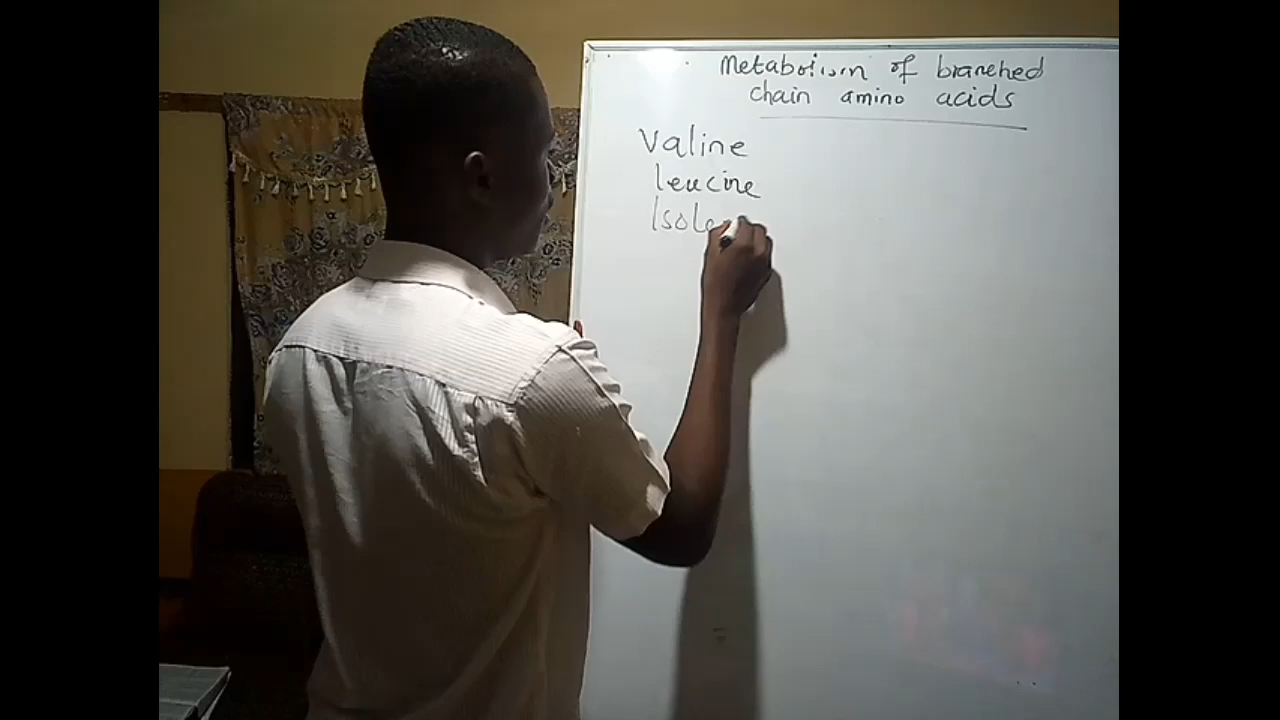 Metabolism of branched
chain amino acids
Valine
leucine
Isole